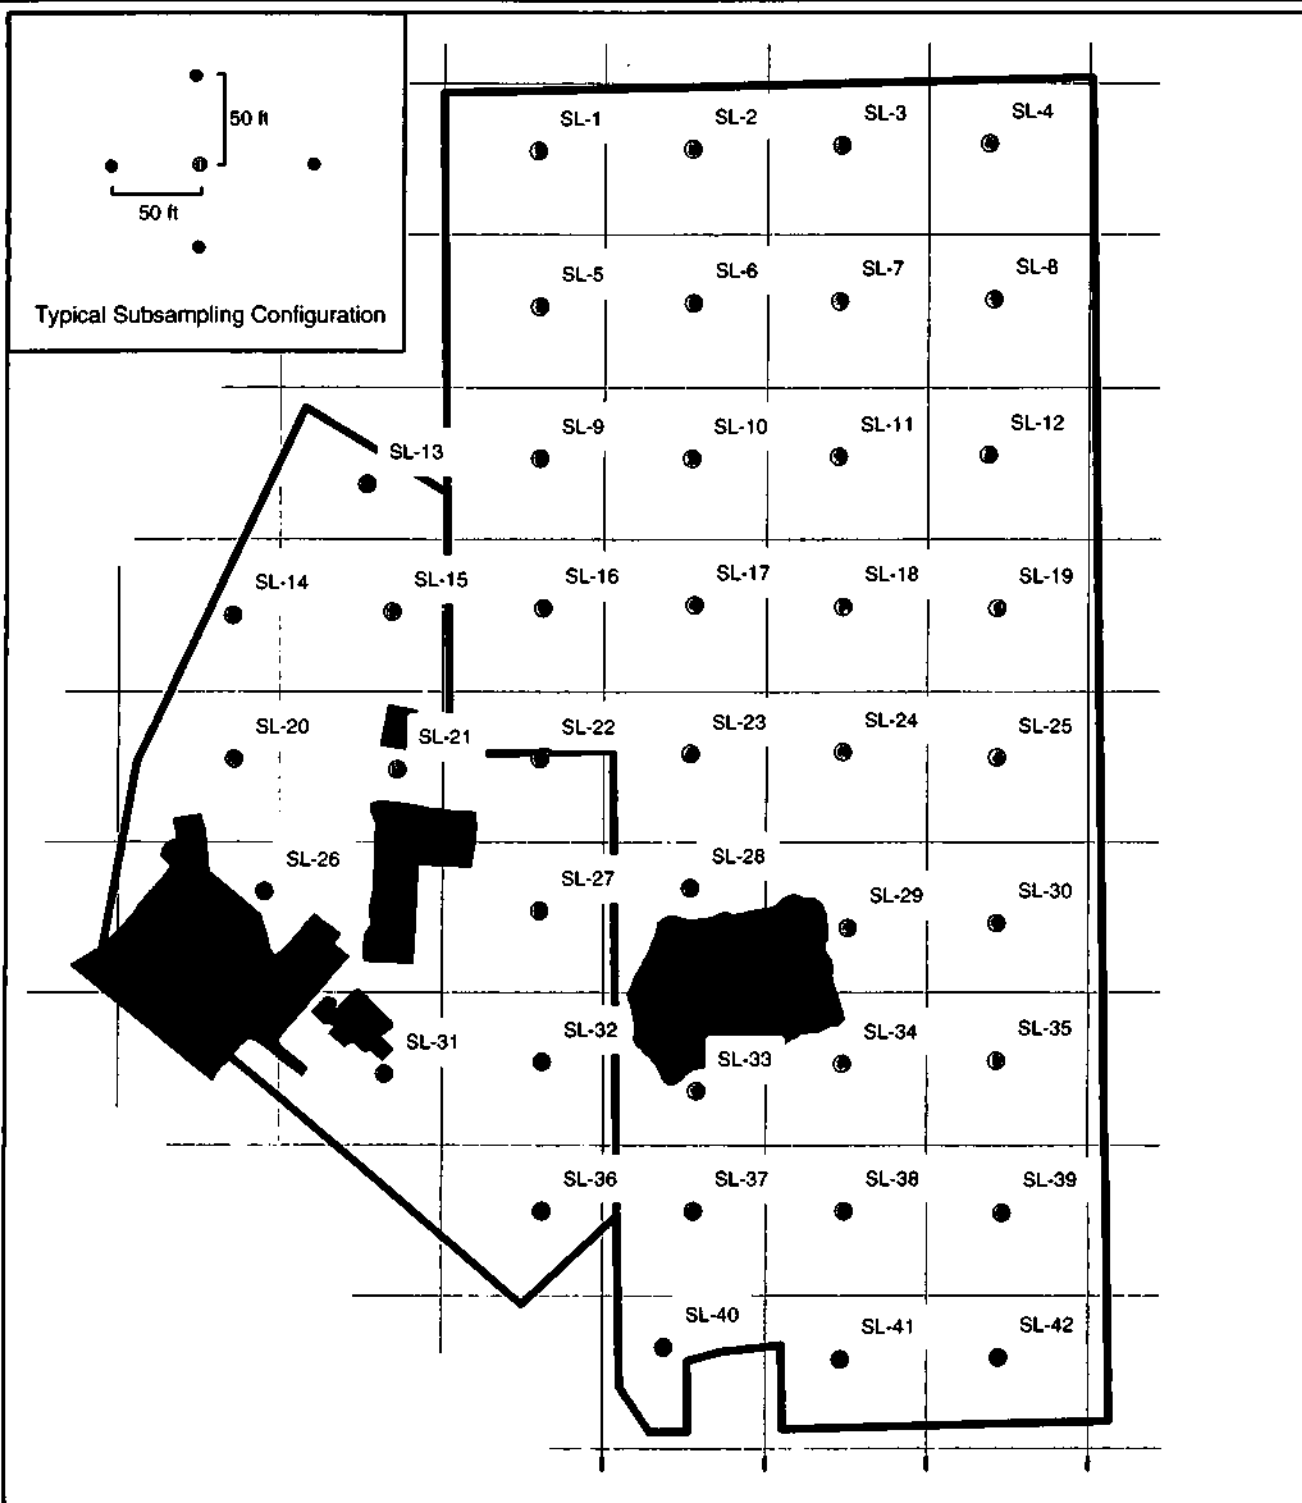 50 ft
50 ft
Typical Subsampling Configuration
SL-1
SL-2
SL-3
SL-4
SL-5
SL-6
SL-7
SL-8
SL-9
SL-10
SL-11
SL-12
SL-13
SL-14
SL-15
SL-16
SL-17
SL-18
SL-19
SL-20
SL-21
SL-22
SL-23
SL-24
SL-25
SL-26
SL-27
SL-28
SL-29
SL-30
SL-31
SL-32
SL-33
SL-34
SL-35
SL-36
SL-37
SL-38
SL-39
SL-40
SL-41
SL-42